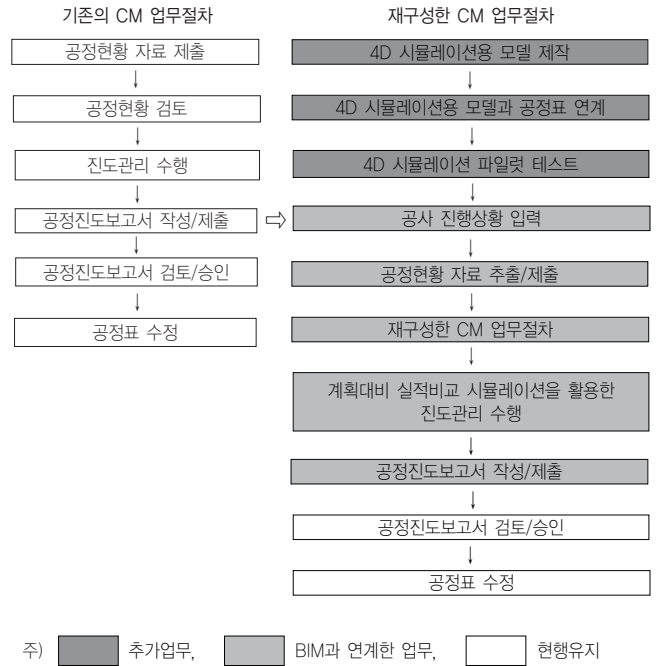 기존의 CM 업무절차
공정현황 자료 제출
공정현황 검토
진도관리 수행
공정진도보고서 작성/제출
공정진도보고서 검토/승인
공정표 수정
재구성한 CM 업무절차
4D 시뮬레이션용 모델 제작
4D 시뮬레이션용 모델과 공정표 연계
4D 시뮬레이션 파일럿 테스트
공사 진행상황 입력
공정현황 자료 추출/제출
재구성한 CM 업무절차
계획대비 실적비교 시뮬레이션을 활용한
진도관리 수행
공정진도보고서 작성/제출
공정진도보고서 검토/승인
공정표 수정
주) 추가업무, BIM과 연계한 업무, 현행유지